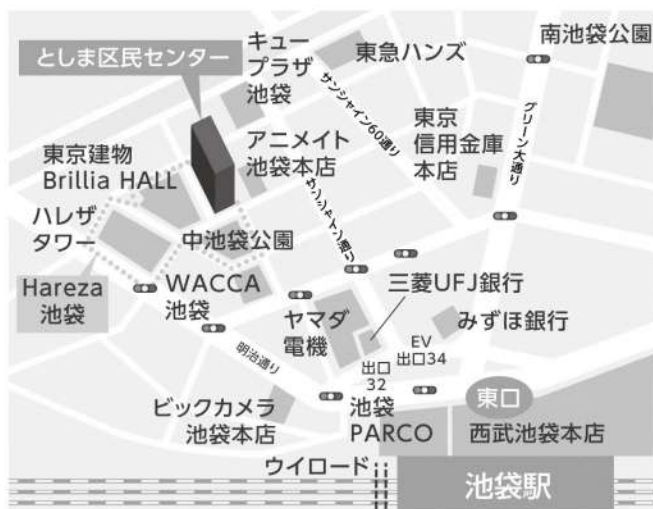 キュー
プラザ
池袋
東急ハンズ
南池袋公園
としま区民センター
サンシャイン60通り
グリーン大通り
東京
信用金庫
本店
アニメイト
池袋本店
東京建物
Brillia HALL
サンシャイン通り
ハレザ
タワー
中池袋公園
Hareza
池袋
WACCA
池袋
三菱UFJ銀行
ヤマダ
電機
みずほ銀行
明治通り
出口
32
EV
出口34
ビックカメラ
池袋本店
池袋
PARCO
東口
西武池袋本店
ウイロード
池袋駅